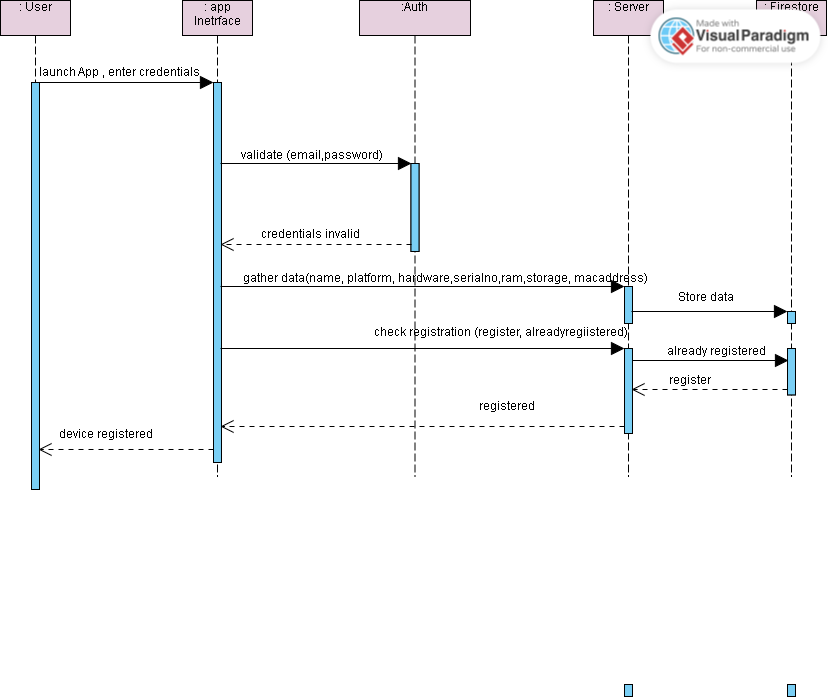 : User
: app
Inetrface
:Auth
: Server
: Firestore
Made with
VisualParadigm
For non-commercial use
launch App , enter credentials
validate (email,password)
credentials invalid
gather data(name, platform, hardware,serialno,ram,storage, macaddress)
Store data
check registration (register, alreadyregiistered)
already registered
register
registered
device registered